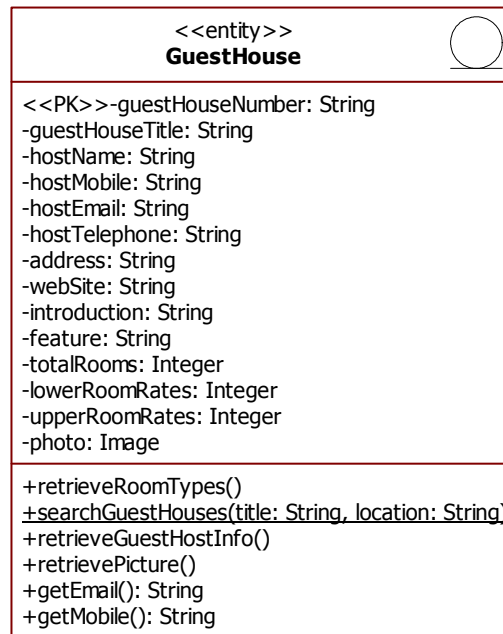 <<entity>>
GuestHouse
<<PK>>-guestHouseNumber: String
-guestHouseTitle: String
-hostName: String
-hostMobile: String
-hostEmail: String
-hostTelephone: String
-address: String
-webSite: String
-introduction: String
-feature: String
-totalRooms: Integer
-lowerRoomRates: Integer
-upperRoomRates: Integer
-photo: Image
+retrieveRoomTypes()
+searchGuestHouses(title: String, location: String)
+retrieveGuestHostInfo()
+retrievePicture()
+getEmail(): String
+getMobile(): String